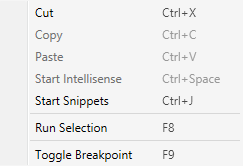 Cut Ctrl+X
Copy Ctrl+C
Paste Ctrl+V
Start Intellisense Ctrl+Space
Start Snippets Ctrl+J
Run Selection F8
Toggle Breakpoint F9